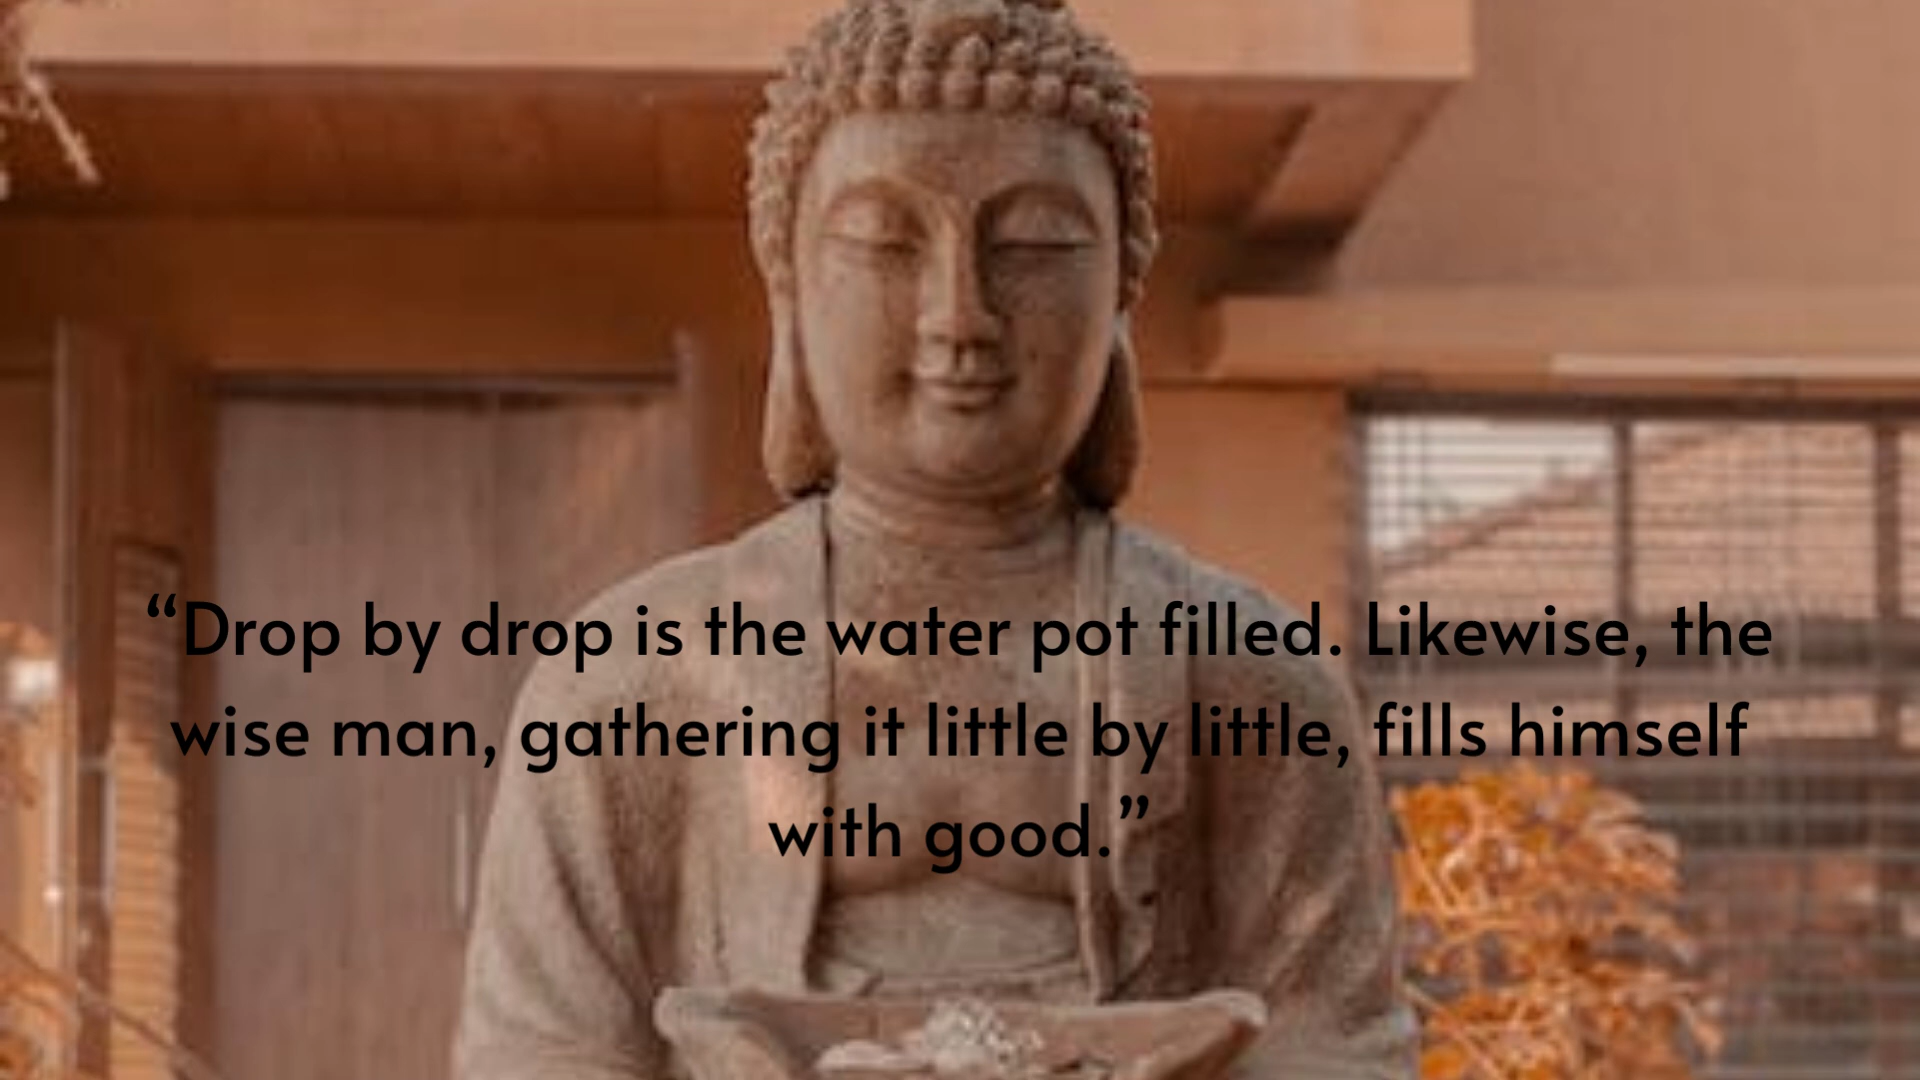 “Drop by drop is the water pot filled. Likewise, the
wise man, gathering it little by little, fills himself
with good.”